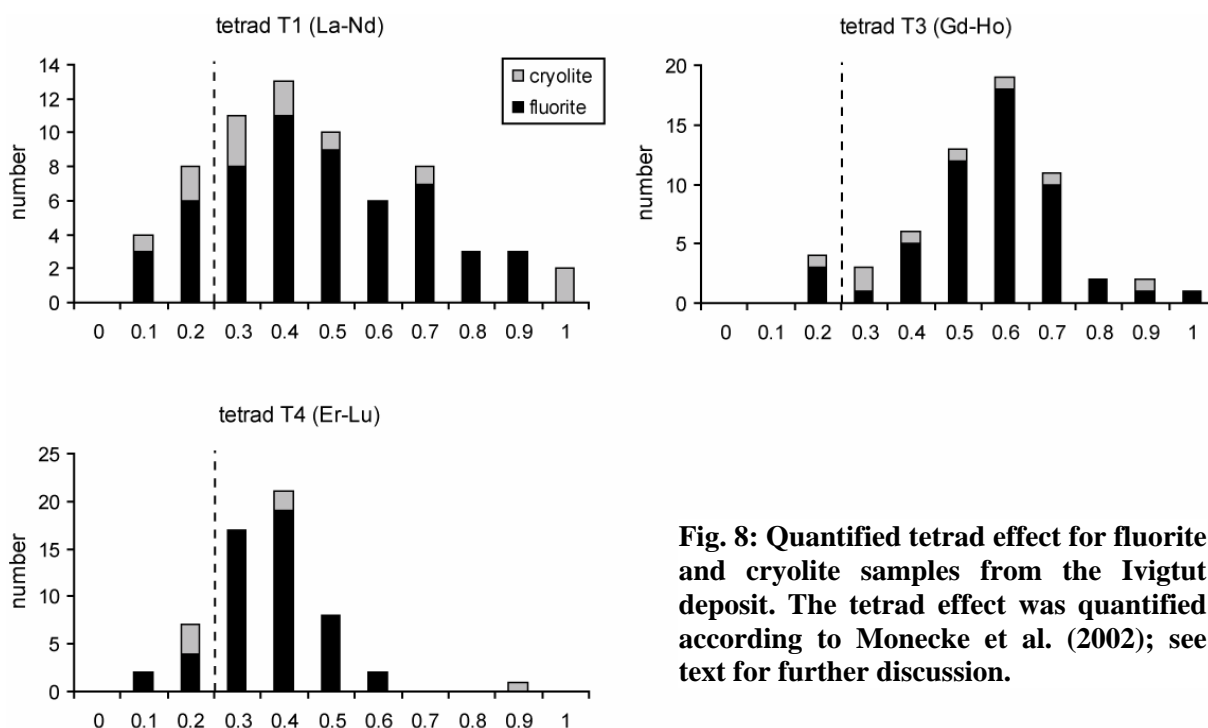 tetrad T1 (La-Nd)
14
12
10
8
6
4
2
0
number
0 0.1 0.2 0.3 0.4 0.5 0.6 0.7 0.8 0.9 1
cryolite
fluorite
tetrad T3 (Gd-Ho)
20
15
10
5
0
number
0 0.1 0.2 0.3 0.4 0.5 0.6 0.7 0.8 0.9 1
tetrad T4 (Er-Lu)
25
20
15
10
5
0
number
0 0.1 0.2 0.3 0.4 0.5 0.6 0.7 0.8 0.9 1
Fig. 8: Quantified tetrad effect for fluorite
and cryolite samples from the Ivigtut
deposit. The tetrad effect was quantified
according to Monecke et al. (2002); see
text for further discussion.